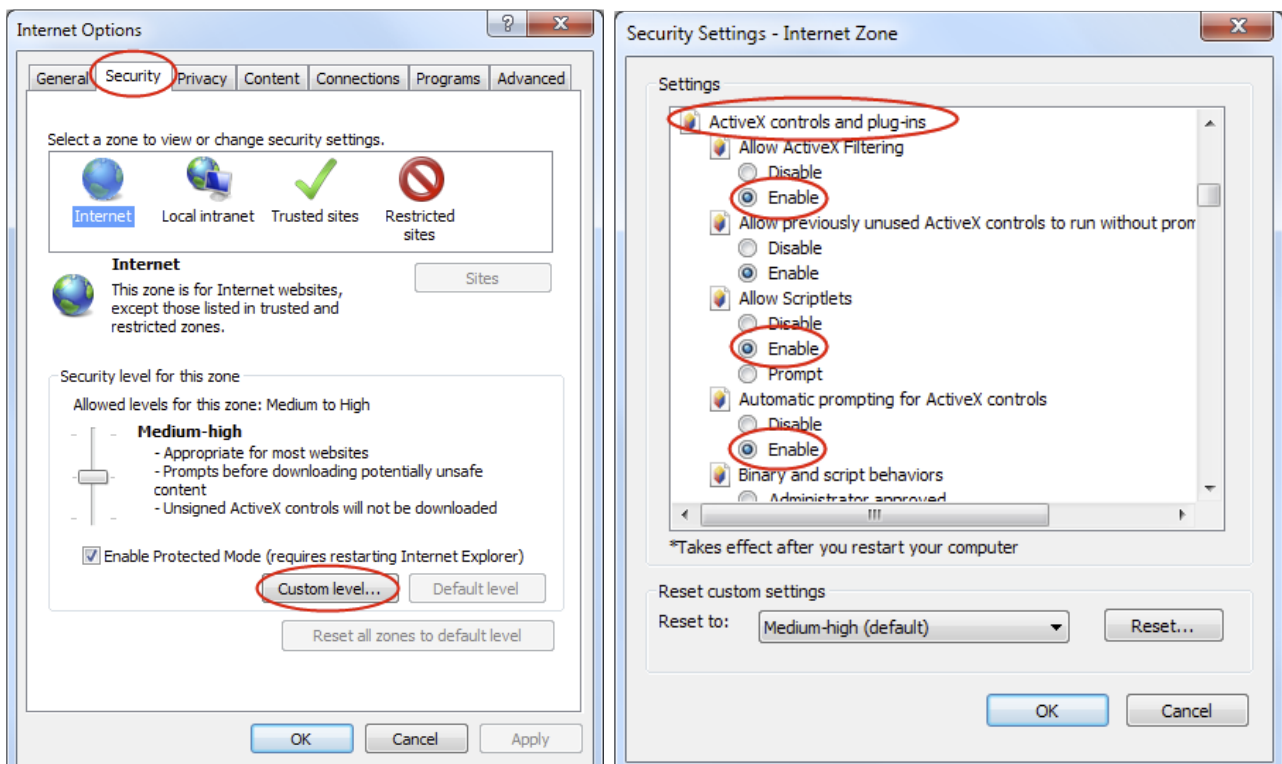 Internet Options
General Security Privacy Content Connections Programs Advanced
Select a zone to view or change security settings.
Internet Local intranet Trusted sites Restricted
sites
Internet
This zone is for Internet websites,
except those listed in trusted and
restricted zones.
Sites
Security level for this zone
Allowed levels for this zone: Medium to High
Medium-high
- Appropriate for most websites
- Prompts before downloading potentially unsafe
content
- Unsigned ActiveX controls will not be downloaded
Enable Protected Mode (requires restarting Internet Explorer)
Custom level... Default level
Reset all zones to default level
OK Cancel Apply
Security Settings - Internet Zone
Settings
ActiveX controls and plug-ins
Allow ActiveX Filtering
Disable
Enable
Allow previously unused ActiveX controls to run without prom
Disable
Enable
Allow Scriptlets
Disable
Enable
Prompt
Automatic prompting for ActiveX controls
Disable
Enable
Binary and script behaviors
Administrator approved
*Takes effect after you restart your computer
Reset custom settings
Reset to: Medium-high (default) Reset...
OK Cancel